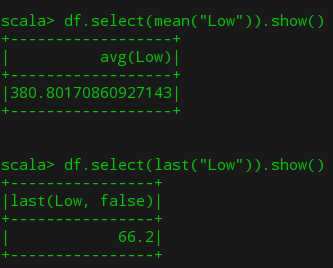 scala> df.select(mean("Low")).show()
+-----------------+
|         avg(Low)|
+-----------------+
|380.80170860927143|
+-----------------+
scala> df.select(last("Low")).show()
+----------------+
|last(Low, false)|
+----------------+
|            66.2|
+----------------+